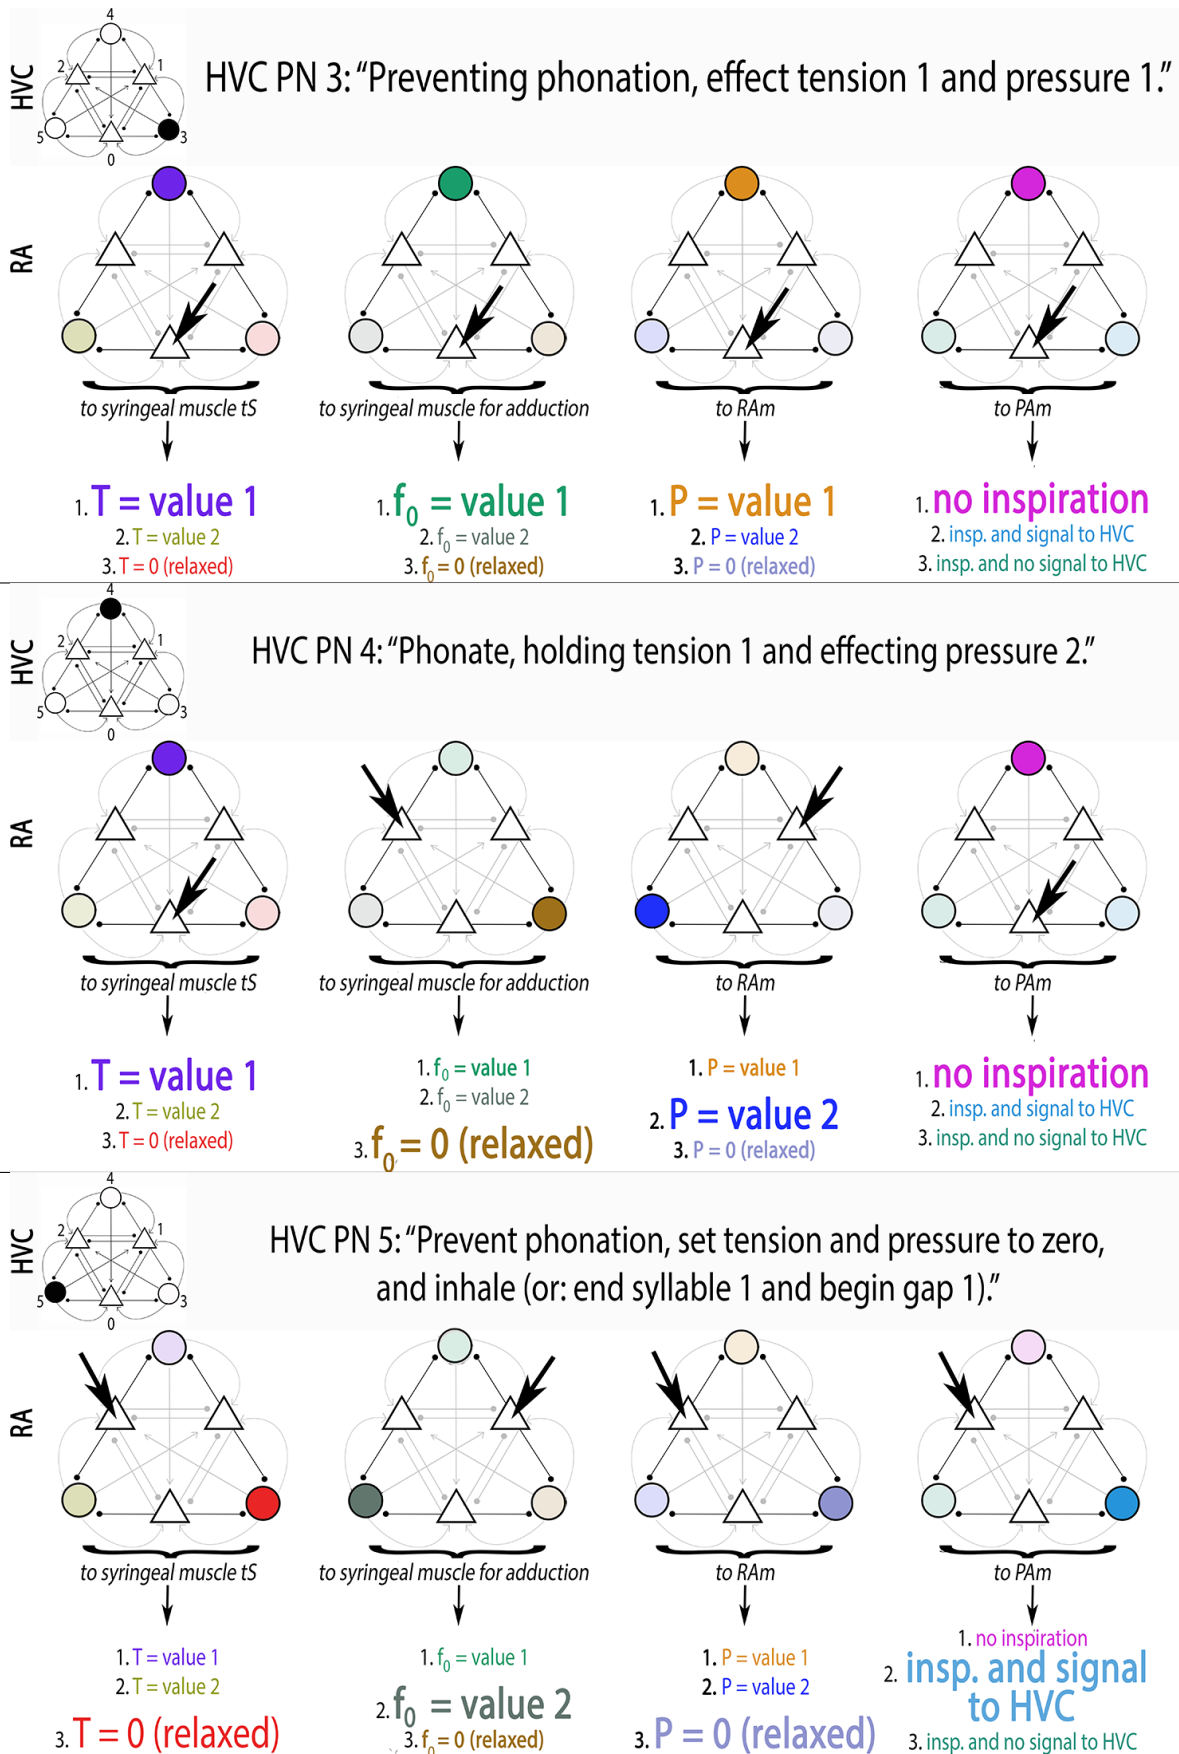 4
HVC
2
1
5
3
0
HVC PN 3: “Preventing phonation, effect tension 1 and pressure 1.”
RA
to syringeal muscle tS
to syringeal muscle for adduction
to RAm
to PAm
1. T = value 1
2. T = value 2
3. T = 0 (relaxed)
1. f0 = value 1
2. f0 = value 2
3. f0 = 0 (relaxed)
1. P = value 1
2. P = value 2
3. P = 0 (relaxed)
1. no inspiration
2. insp. and signal to HVC
3. insp. and no signal to HVC
4
HVC
2
1
5
3
0
HVC PN 4: “Phonate, holding tension 1 and effecting pressure 2.”
RA
to syringeal muscle tS
to syringeal muscle for adduction
to RAm
to PAm
1. T = value 1
2. T = value 2
3. T = 0 (relaxed)
1. f0 = value 1
2. f0 = value 2
3. f0 = 0 (relaxed)
1. P = value 1
2. P = value 2
3. P = 0 (relaxed)
1. no inspiration
2. insp. and signal to HVC
3. insp. and no signal to HVC
4
HVC
2
1
5
3
0
HVC PN 5: “Prevent phonation, set tension and pressure to zero,
and inhale (or: end syllable 1 and begin gap 1).”
RA
to syringeal muscle tS
to syringeal muscle for adduction
to RAm
to PAm
1. T = value 1
2. T = value 2
3. T = 0 (relaxed)
1. f0 = value 1
2. f0 = value 2
3. f0 = 0 (relaxed)
1. P = value 1
2. P = value 2
3. P = 0 (relaxed)
1. no inspiration
2. insp. and signal
to HVC
3. insp. and no signal to HVC